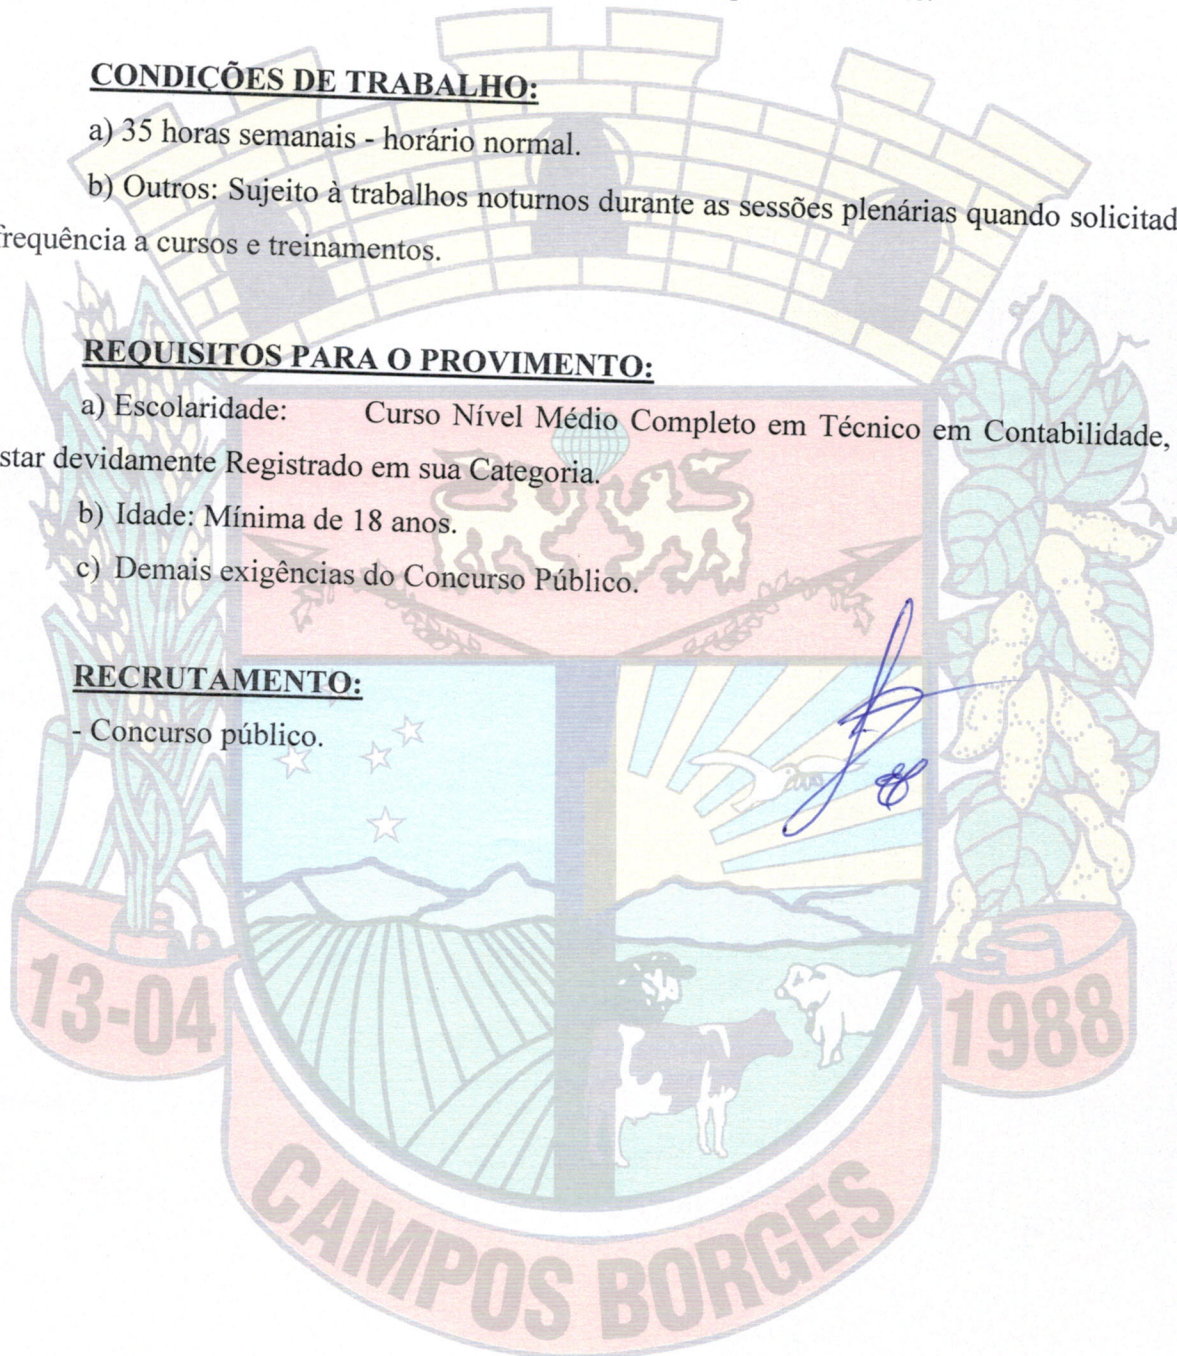 CONDIÇÕES DE TRABALHO:
a) 35 horas semanais - horário normal.
b) Outros: Sujeito à trabalhos noturnos durante as sessões plenárias quando solicitad
frequência a cursos e treinamentos.
REQUISITOS PARA O PROVIMENTO:
a) Escolaridade: Curso Nível Médio Completo em Técnico em Contabilidade,
star devidamente Registrado em sua Categoria.
b) Idade: Mínima de 18 anos.
c) Demais exigências do Concurso Público.
RECRUTAMENTO:
- Concurso público.
13-04
1988
CAMPOS BORGES